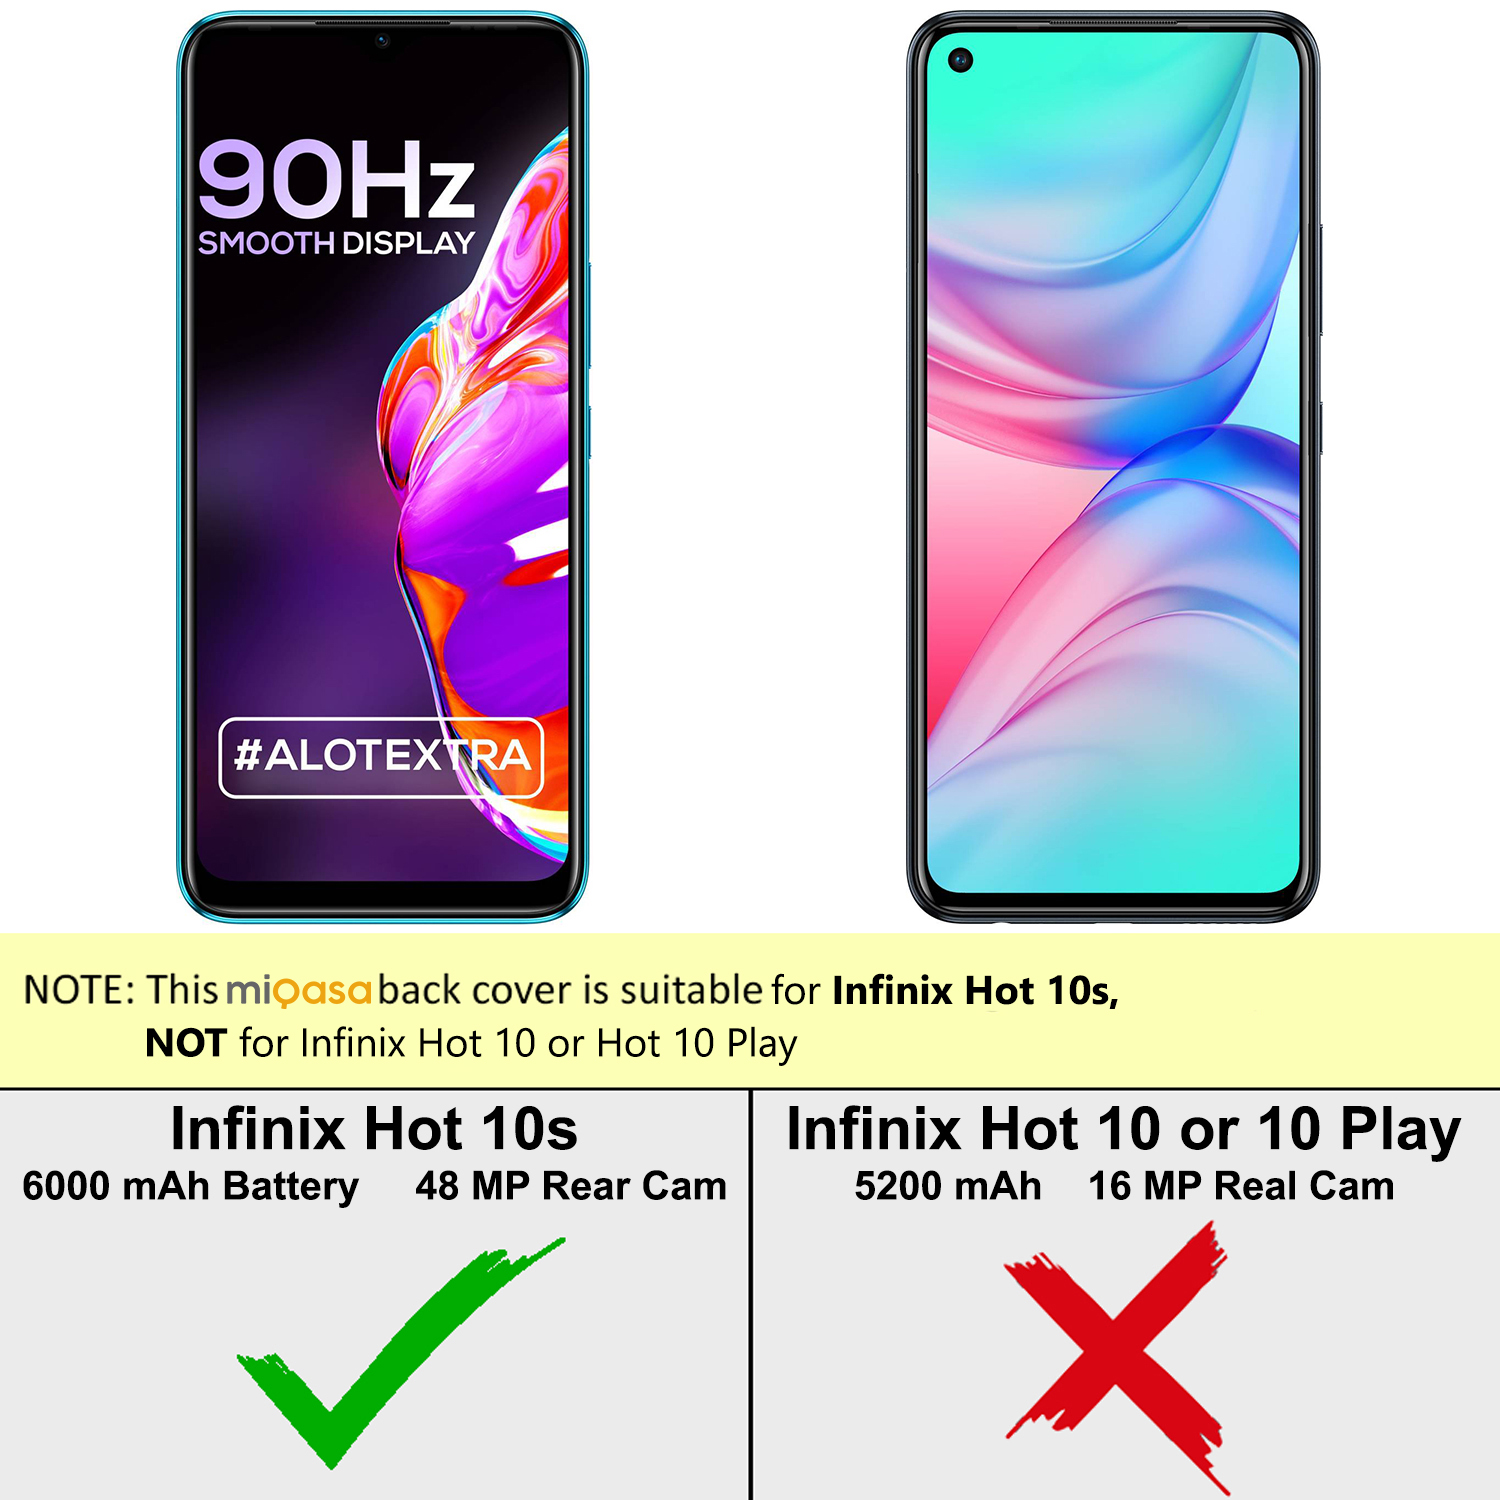 90Hz
SMOOTH DISPLAY
#ALOTEXTRA
NOTE: This miqasa back cover is suitable for Infinix Hot 10s,
NOT for Infinix Hot 10 or Hot 10 Play
Infinix Hot 10s
6000 mAh Battery 48 MP Rear Cam
Infinix Hot 10 or 10 Play
5200 mAh 16 MP Real Cam